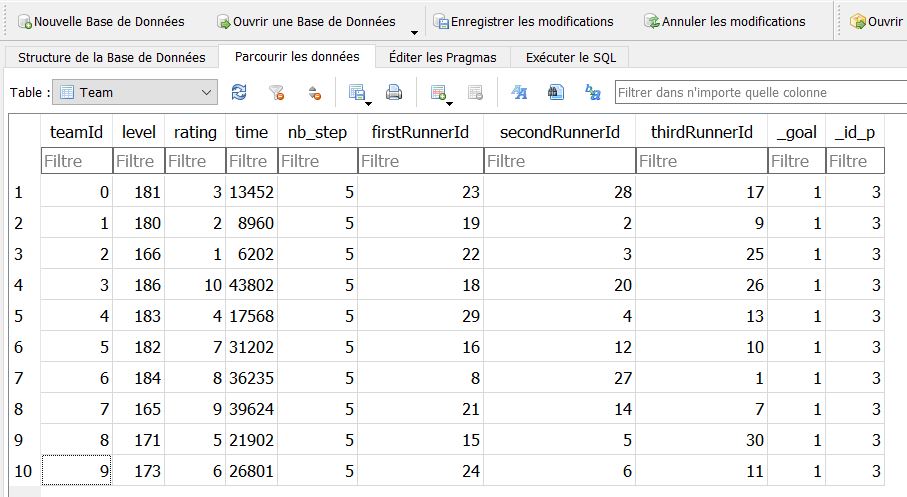 Nouvelle Base de Données Ouvrir une Base de Données Enregistrer les modifications Annuler les modifications Ouvrir
Structure de la Base de Données Parcourir les données Éditer les Pragmas Exécuter le SQL
Table : Team Filtrer dans n'importe quelle colonne
teamId level rating time nb_step firstRunnerId secondRunnerId thirdRunnerId _goal _id_p
Filtre Filtre Filtre Filtre Filtre Filtre Filtre Filtre Filtre Filtre
1 0 181 3 13452 5 23 28 17 1 3
2 1 180 2 8960 5 19 2 9 1 3
3 2 166 1 6202 5 22 3 25 1 3
4 3 186 10 43802 5 18 20 26 1 3
5 4 183 4 17568 5 29 4 13 1 3
6 5 182 7 31202 5 16 12 10 1 3
7 6 184 8 36235 5 8 27 1 1 3
8 7 165 9 39624 5 21 14 7 1 3
9 8 171 5 21902 5 15 5 30 1 3
10 9 173 6 26801 5 24 6 11 1 3